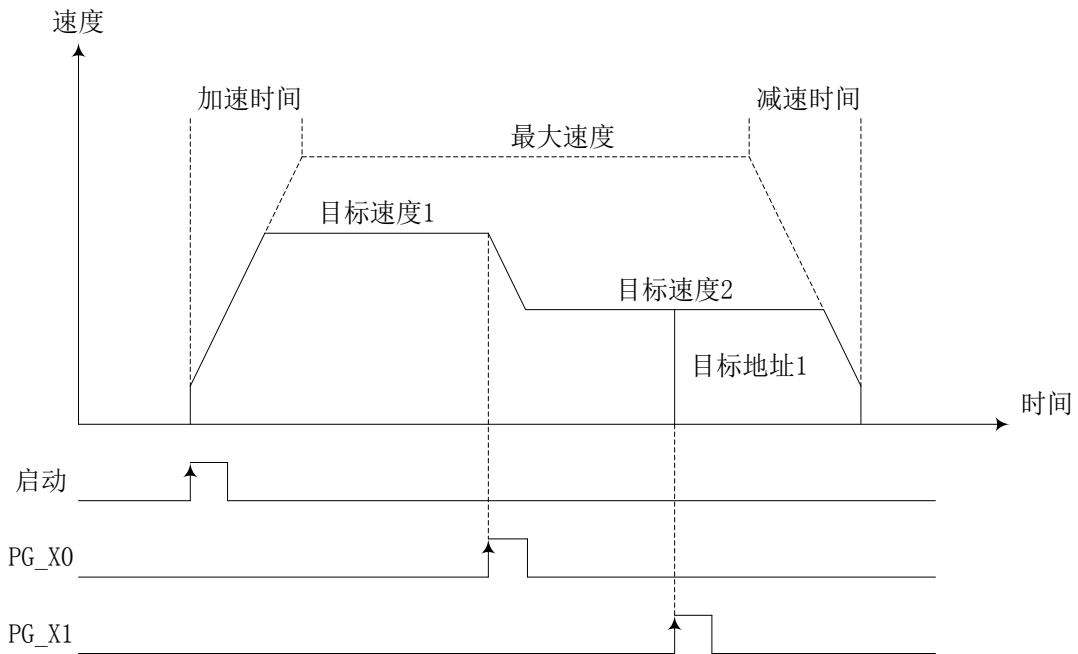 速度
加速时间
减速时间
最大速度
目标速度1
目标速度2
目标地址1
时间
启动
PG_X0
PG_X1